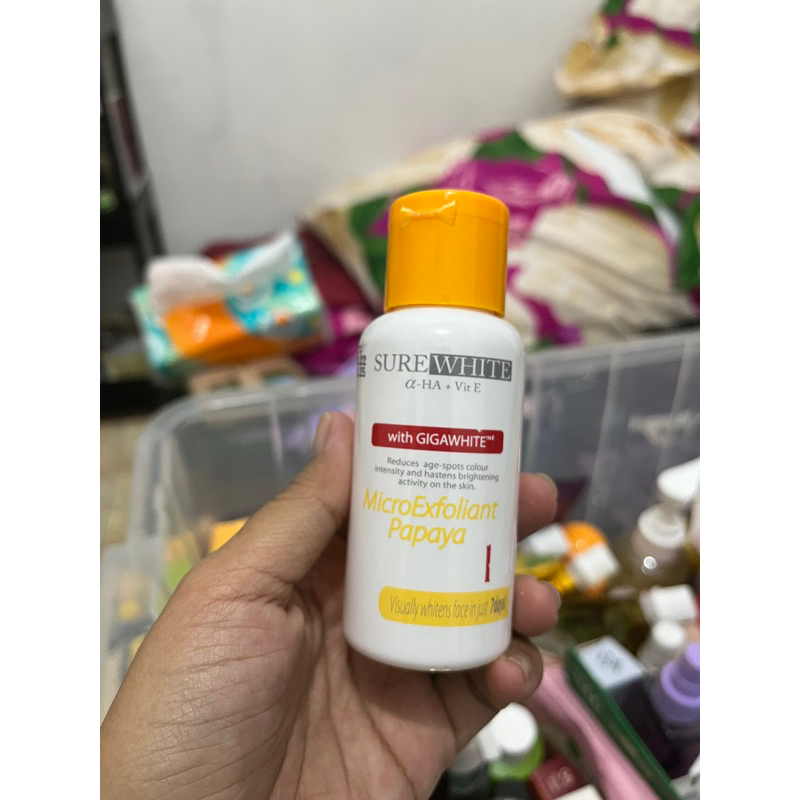 SURE WHITE
α-HA + Vit E
with GIGAWHITE™
Reduces age-spots colour
intensity and hastens brightening
activity on the skin.
MicroExfoliant
Papaya
1
Visually whitens face in just 7days!